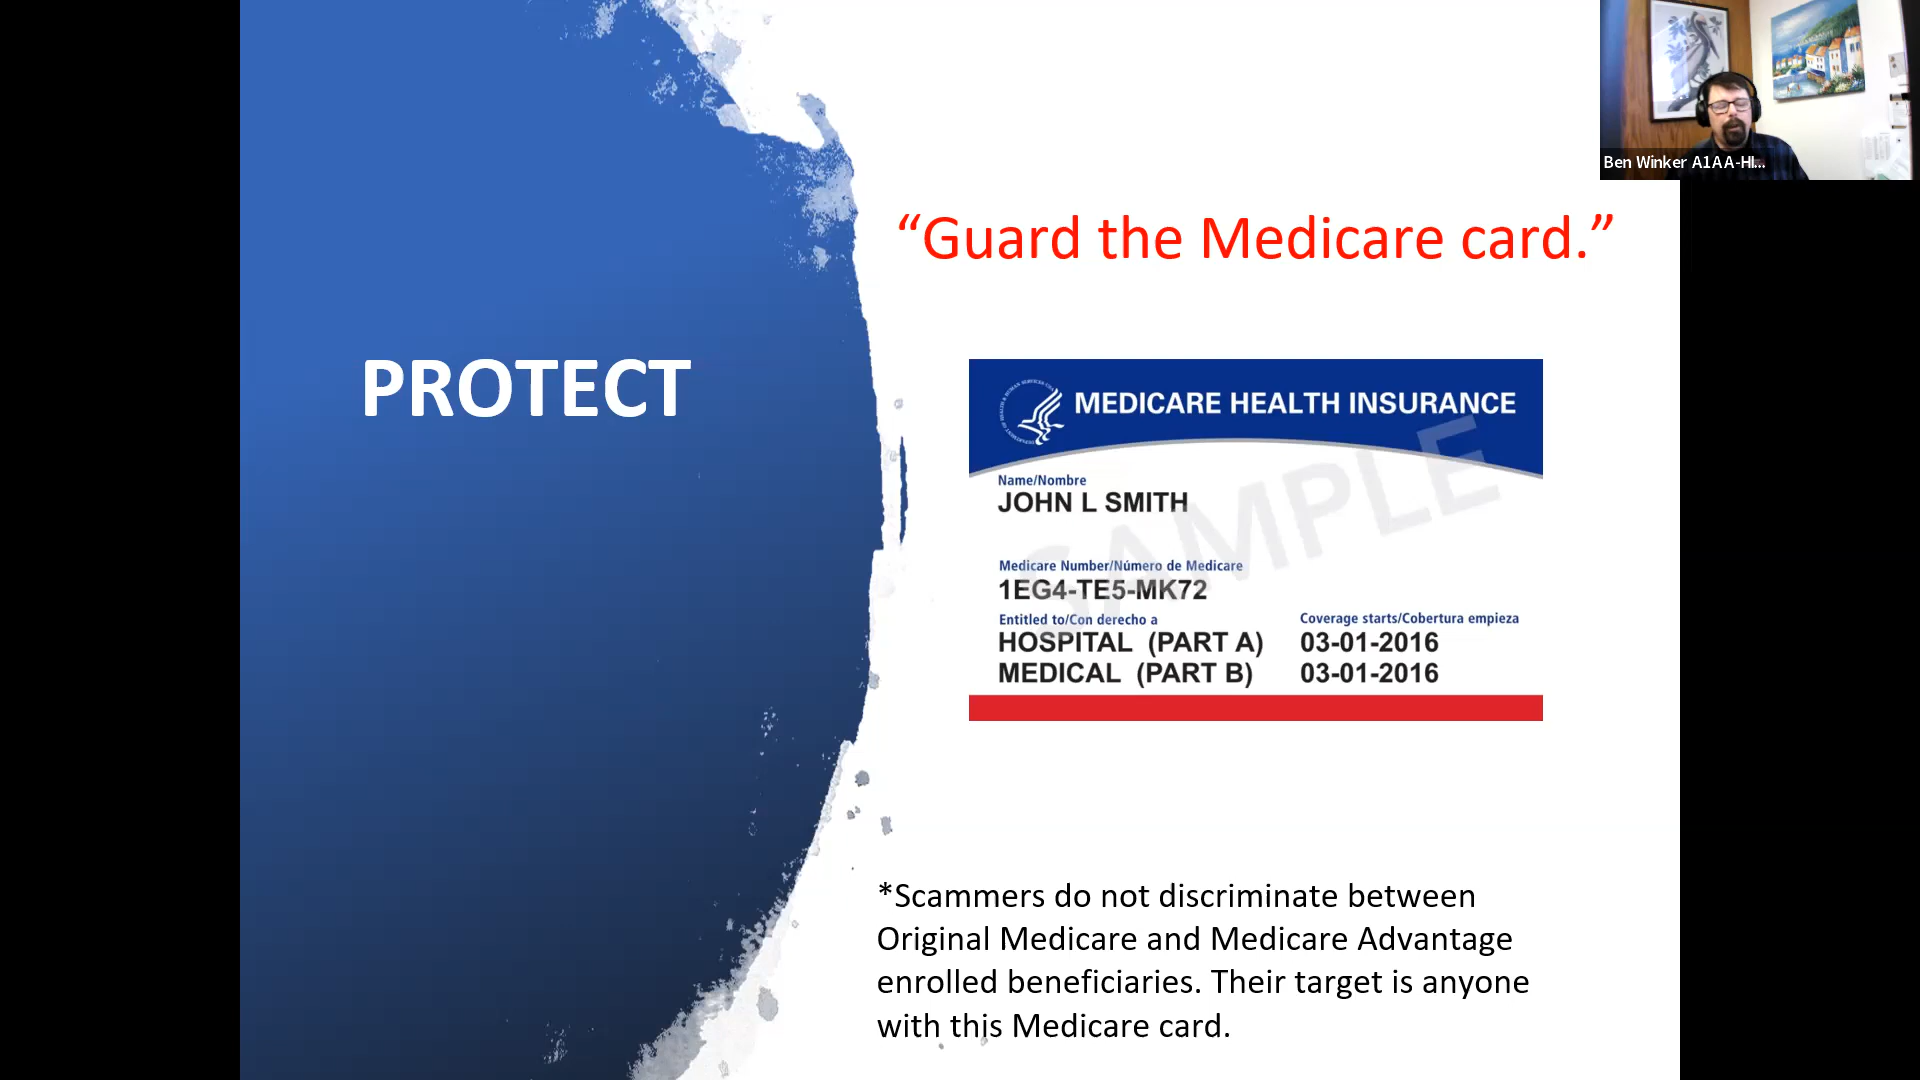 Ben Winker A1AA-HI...
“Guard the Medicare card.”
PROTECT
MEDICARE HEALTH INSURANCE
Name/Nombre
JOHN L SMITH
SAMPLE
Medicare Number/Número de Medicare
1EG4-TE5-MK72
Entitled to/Con derecho a
Coverage starts/Cobertura empieza
HOSPITAL (PART A) 03-01-2016
MEDICAL (PART B) 03-01-2016
*Scammers do not discriminate between
Original Medicare and Medicare Advantage
enrolled beneficiaries. Their target is anyone
with this Medicare card.